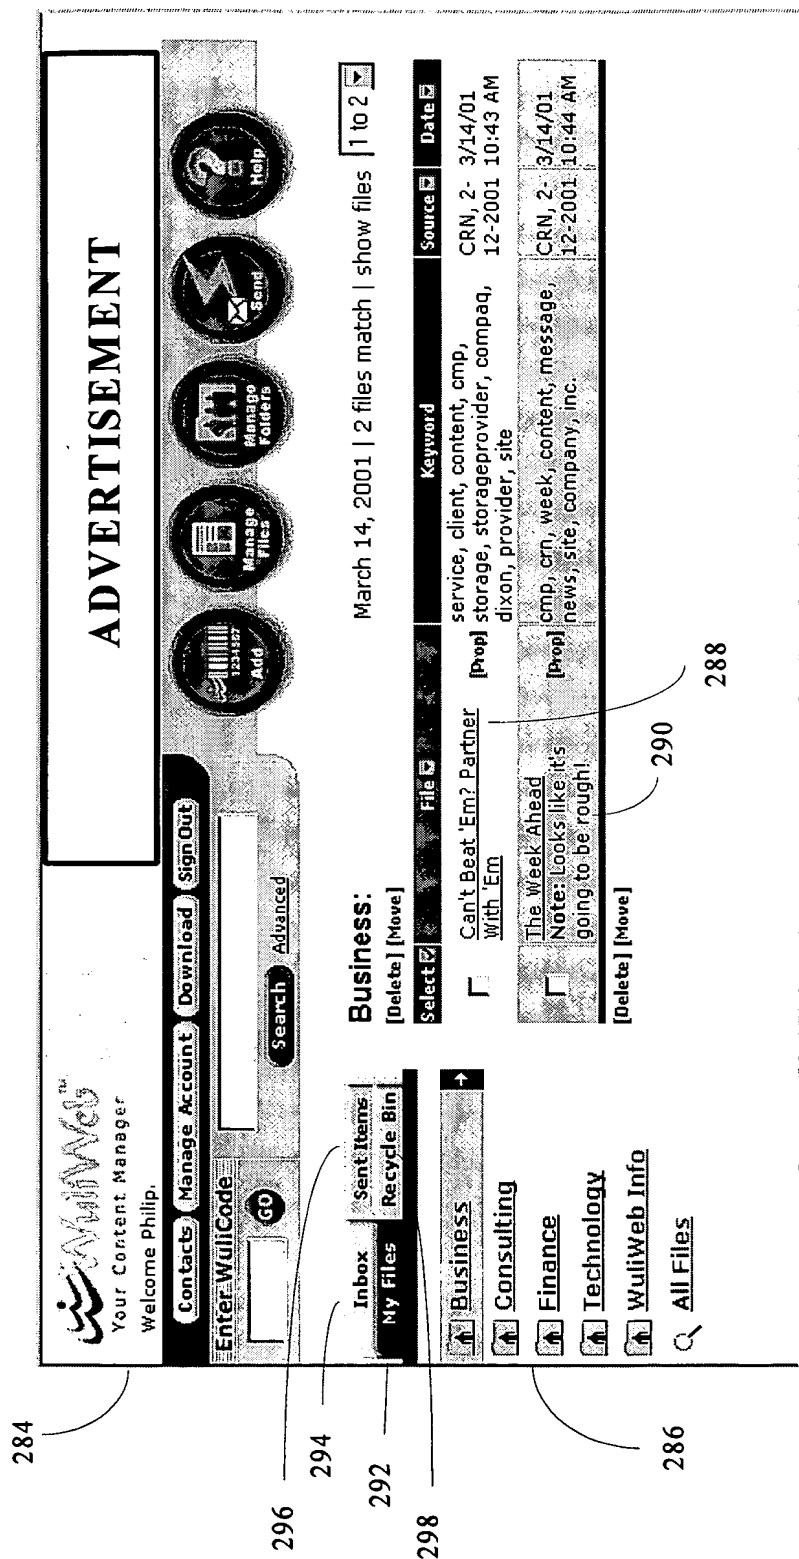 WuliWeb™
Your Content Manager
Welcome Philip,
ADVERTISEMENT
Contacts Manage Account Download Sign Out
Enter WuliCode
GO
Search Advanced
1234567
Add
Manage Files
Manage Folders
Send
Help
Inbox Sent Items
My Files Recycle Bin
Business
Consulting
Finance
Technology
WuliWeb Info
All Files
Business:
March 14, 2001 | 2 files match | show files 1 to 2
[Delete] [Move]
Select File Keyword Source Date
Can't Beat 'Em? Partner
With 'Em
[Prop]
service, client, content, cmp,
storage, storageprovider, compaq,
dixon, provider, site
CRN, 2-
12-2001
3/14/01
10:43 AM
The Week Ahead
Note: Looks like it's
going to be rough!
[Prop]
cmp, crn, week, content, message,
news, site, company, inc.
CRN, 2-
12-2001
3/14/01
10:44 AM
[Delete] [Move]
284
296
294
292
298
286
288
290